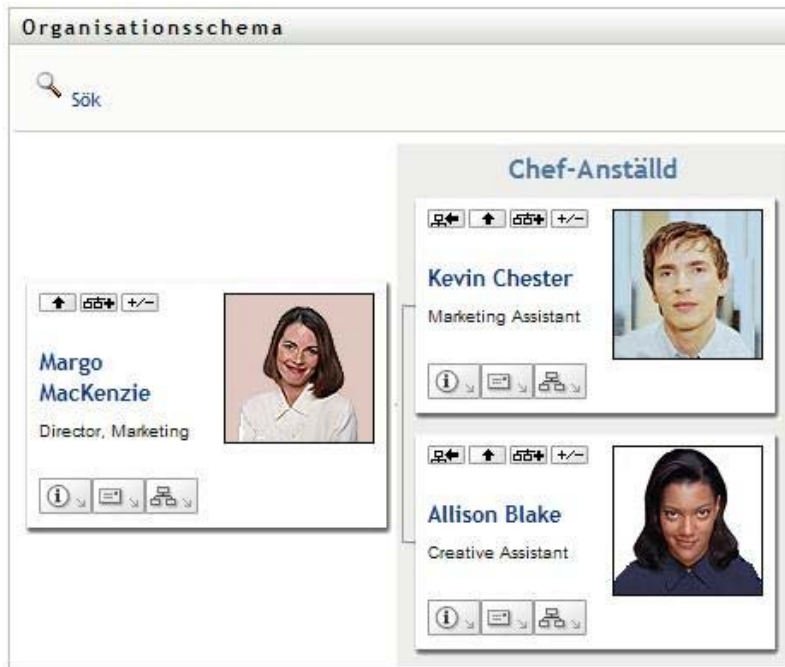 Organisationsschema
Sök
Chef-Anställd
Margo
MacKenzie
Director, Marketing
Kevin Chester
Marketing Assistant
Allison Blake
Creative Assistant